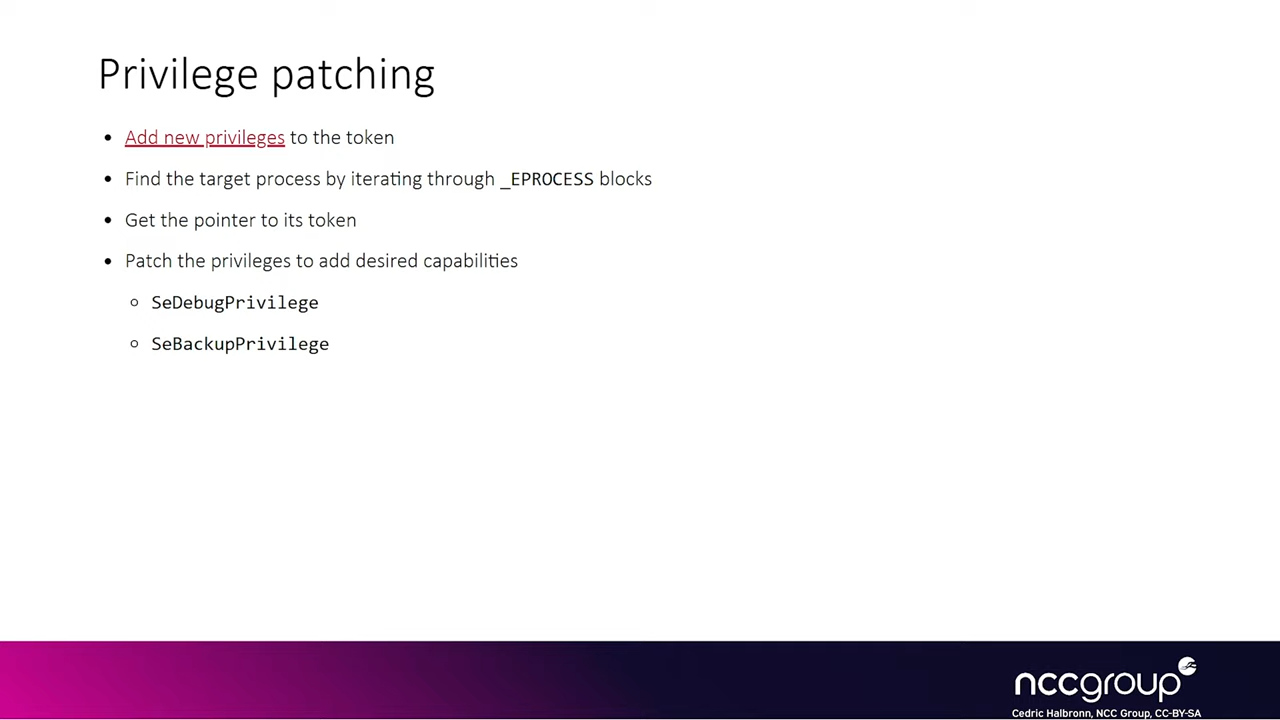 Privilege patching
Add new privileges to the token
Find the target process by iterating through _EPROCESS blocks
Get the pointer to its token
Patch the privileges to add desired capabilities
SeDebugPrivilege
SeBackupPrivilege
nccgroup
Cedric Halbronn, NCC Group, CC-BY-SA